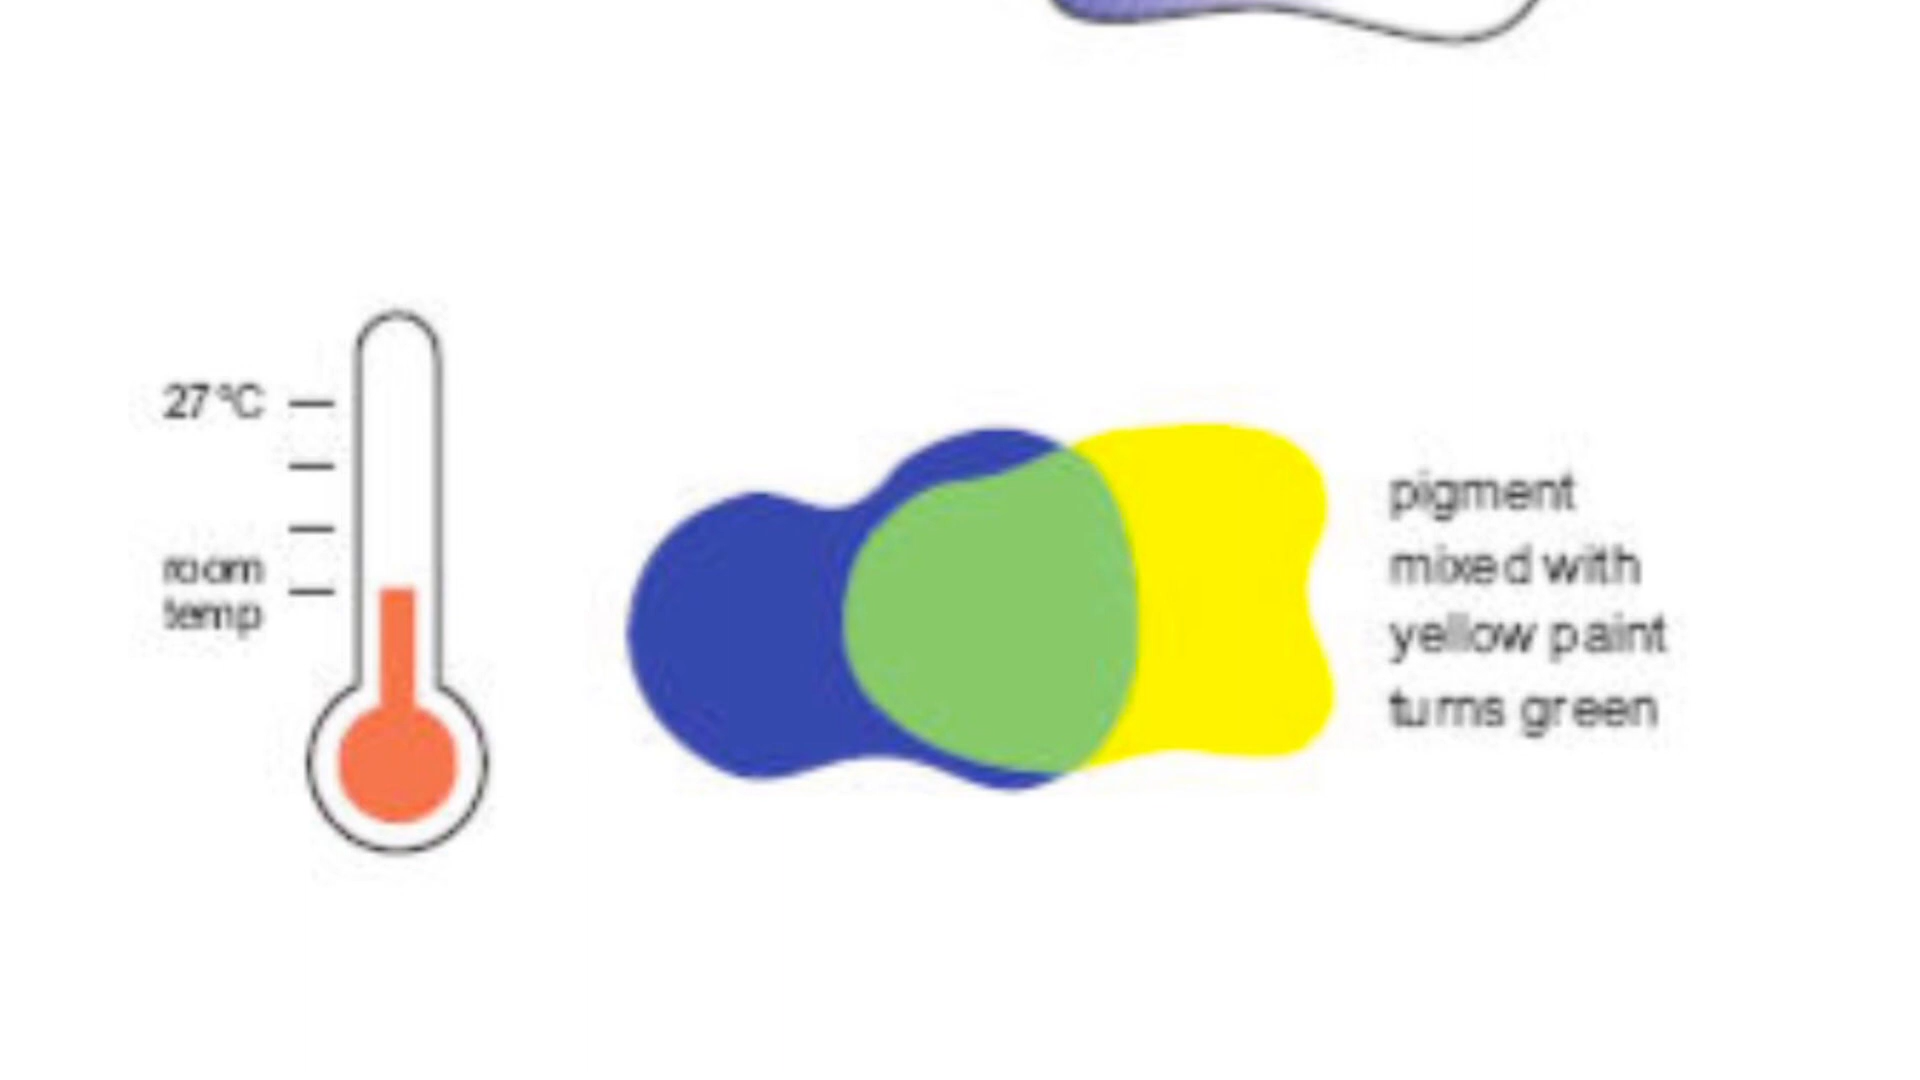 27°C
room
temp
pigment
mixed with
yellow paint
turns green